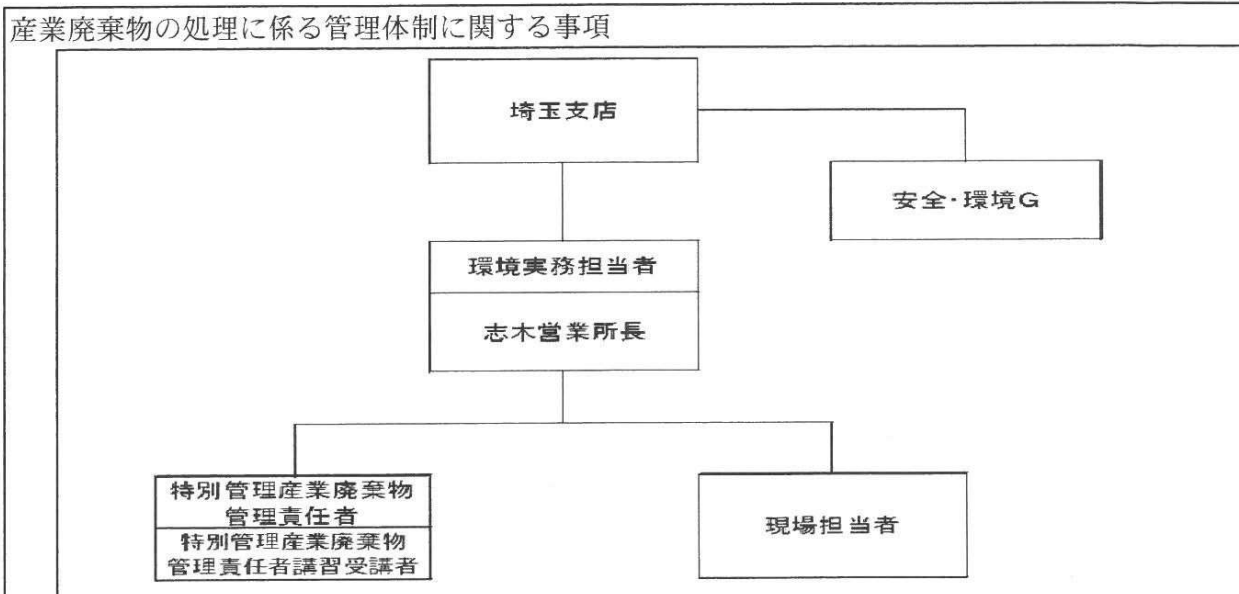 産業廃棄物の処理に係る管理体制に関する事項
埼玉支店
安全･環境G
環境実務担当者
志木営業所長
特別管理産業廃棄物
管理責任者
特別管理産業廃棄物
管理責任者講習受講者
現場担当者